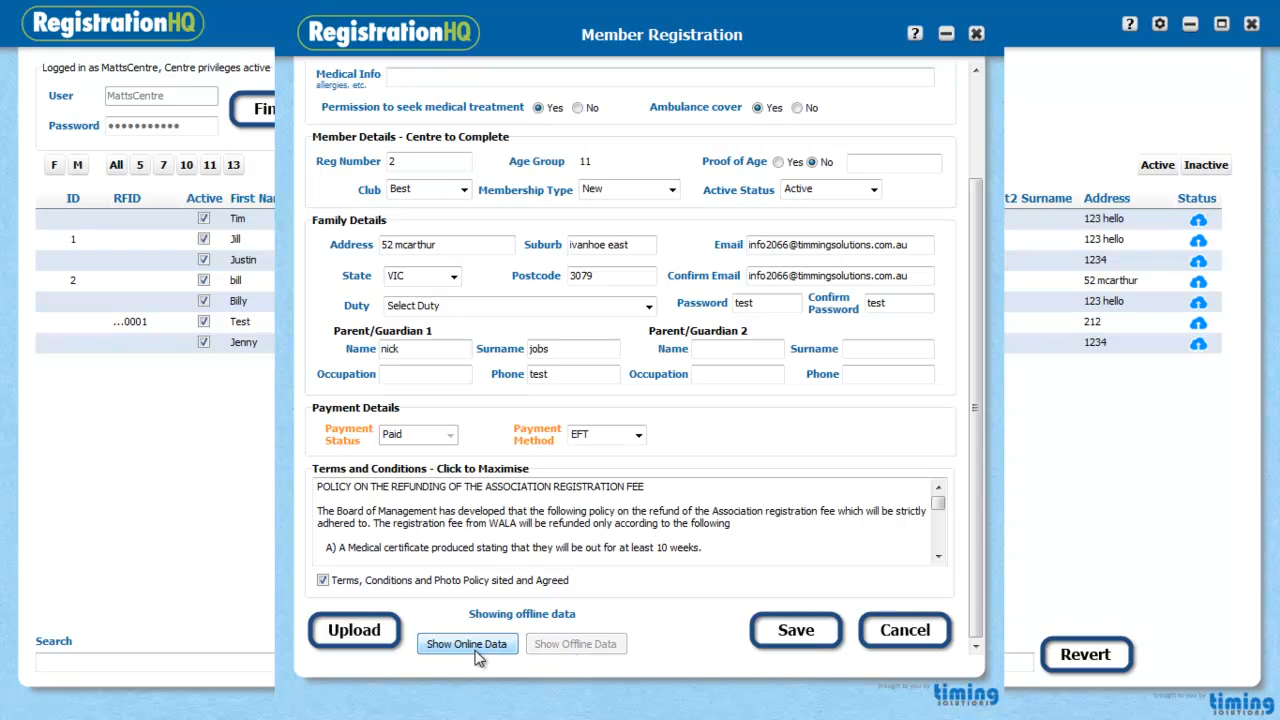 RegistrationHQ
Logged in as MattsCentre, Centre privileges active
User MattsCentre
Password
Fin
F M All 5 7 10 11 13
ID RFID Active First Na
Tim
1 Jill
Justin
2 bill
Billy
...0001 Test
Jenny
Search
RegistrationHQ Member Registration ?
Medical Info
allergies, etc.
Permission to seek medical treatment Yes No Ambulance cover Yes No
Member Details - Centre to Complete
Reg Number 2 Age Group 11 Proof of Age Yes No
Club Best Membership Type New Active Status Active
Family Details
Address 52 mcarthur Suburb ivanhoe east Email info2066@timmingsolutions.com.au
State VIC Postcode 3079 Confirm Email info2066@timmingsolutions.com.au
Duty Select Duty Password test Confirm Password test
Parent/Guardian 1 Parent/Guardian 2
Name nick Surname jobs Name Surname
Occupation Phone test Occupation Phone
Payment Details
Payment Status Paid Payment Method EFT
Terms and Conditions - Click to Maximise
POLICY ON THE REFUNDING OF THE ASSOCIATION REGISTRATION FEE
The Board of Management has developed that the following policy on the refund of the Association registration fee which will be strictly
adhered to. The registration fee from WALA will be refunded only according to the following
A) A Medical certificate produced stating that they will be out for at least 10 weeks.
Terms, Conditions and Photo Policy sited and Agreed
Showing offline data
Upload Show Online Data Show Offline Data Save Cancel
brought to you by timing SOLUTIONS
?
Active Inactive
t2 Surname Address Status
123 hello
123 hello
1234
52 mcarthur
123 hello
212
1234
Revert
brought to you by timing SOLUTIONS